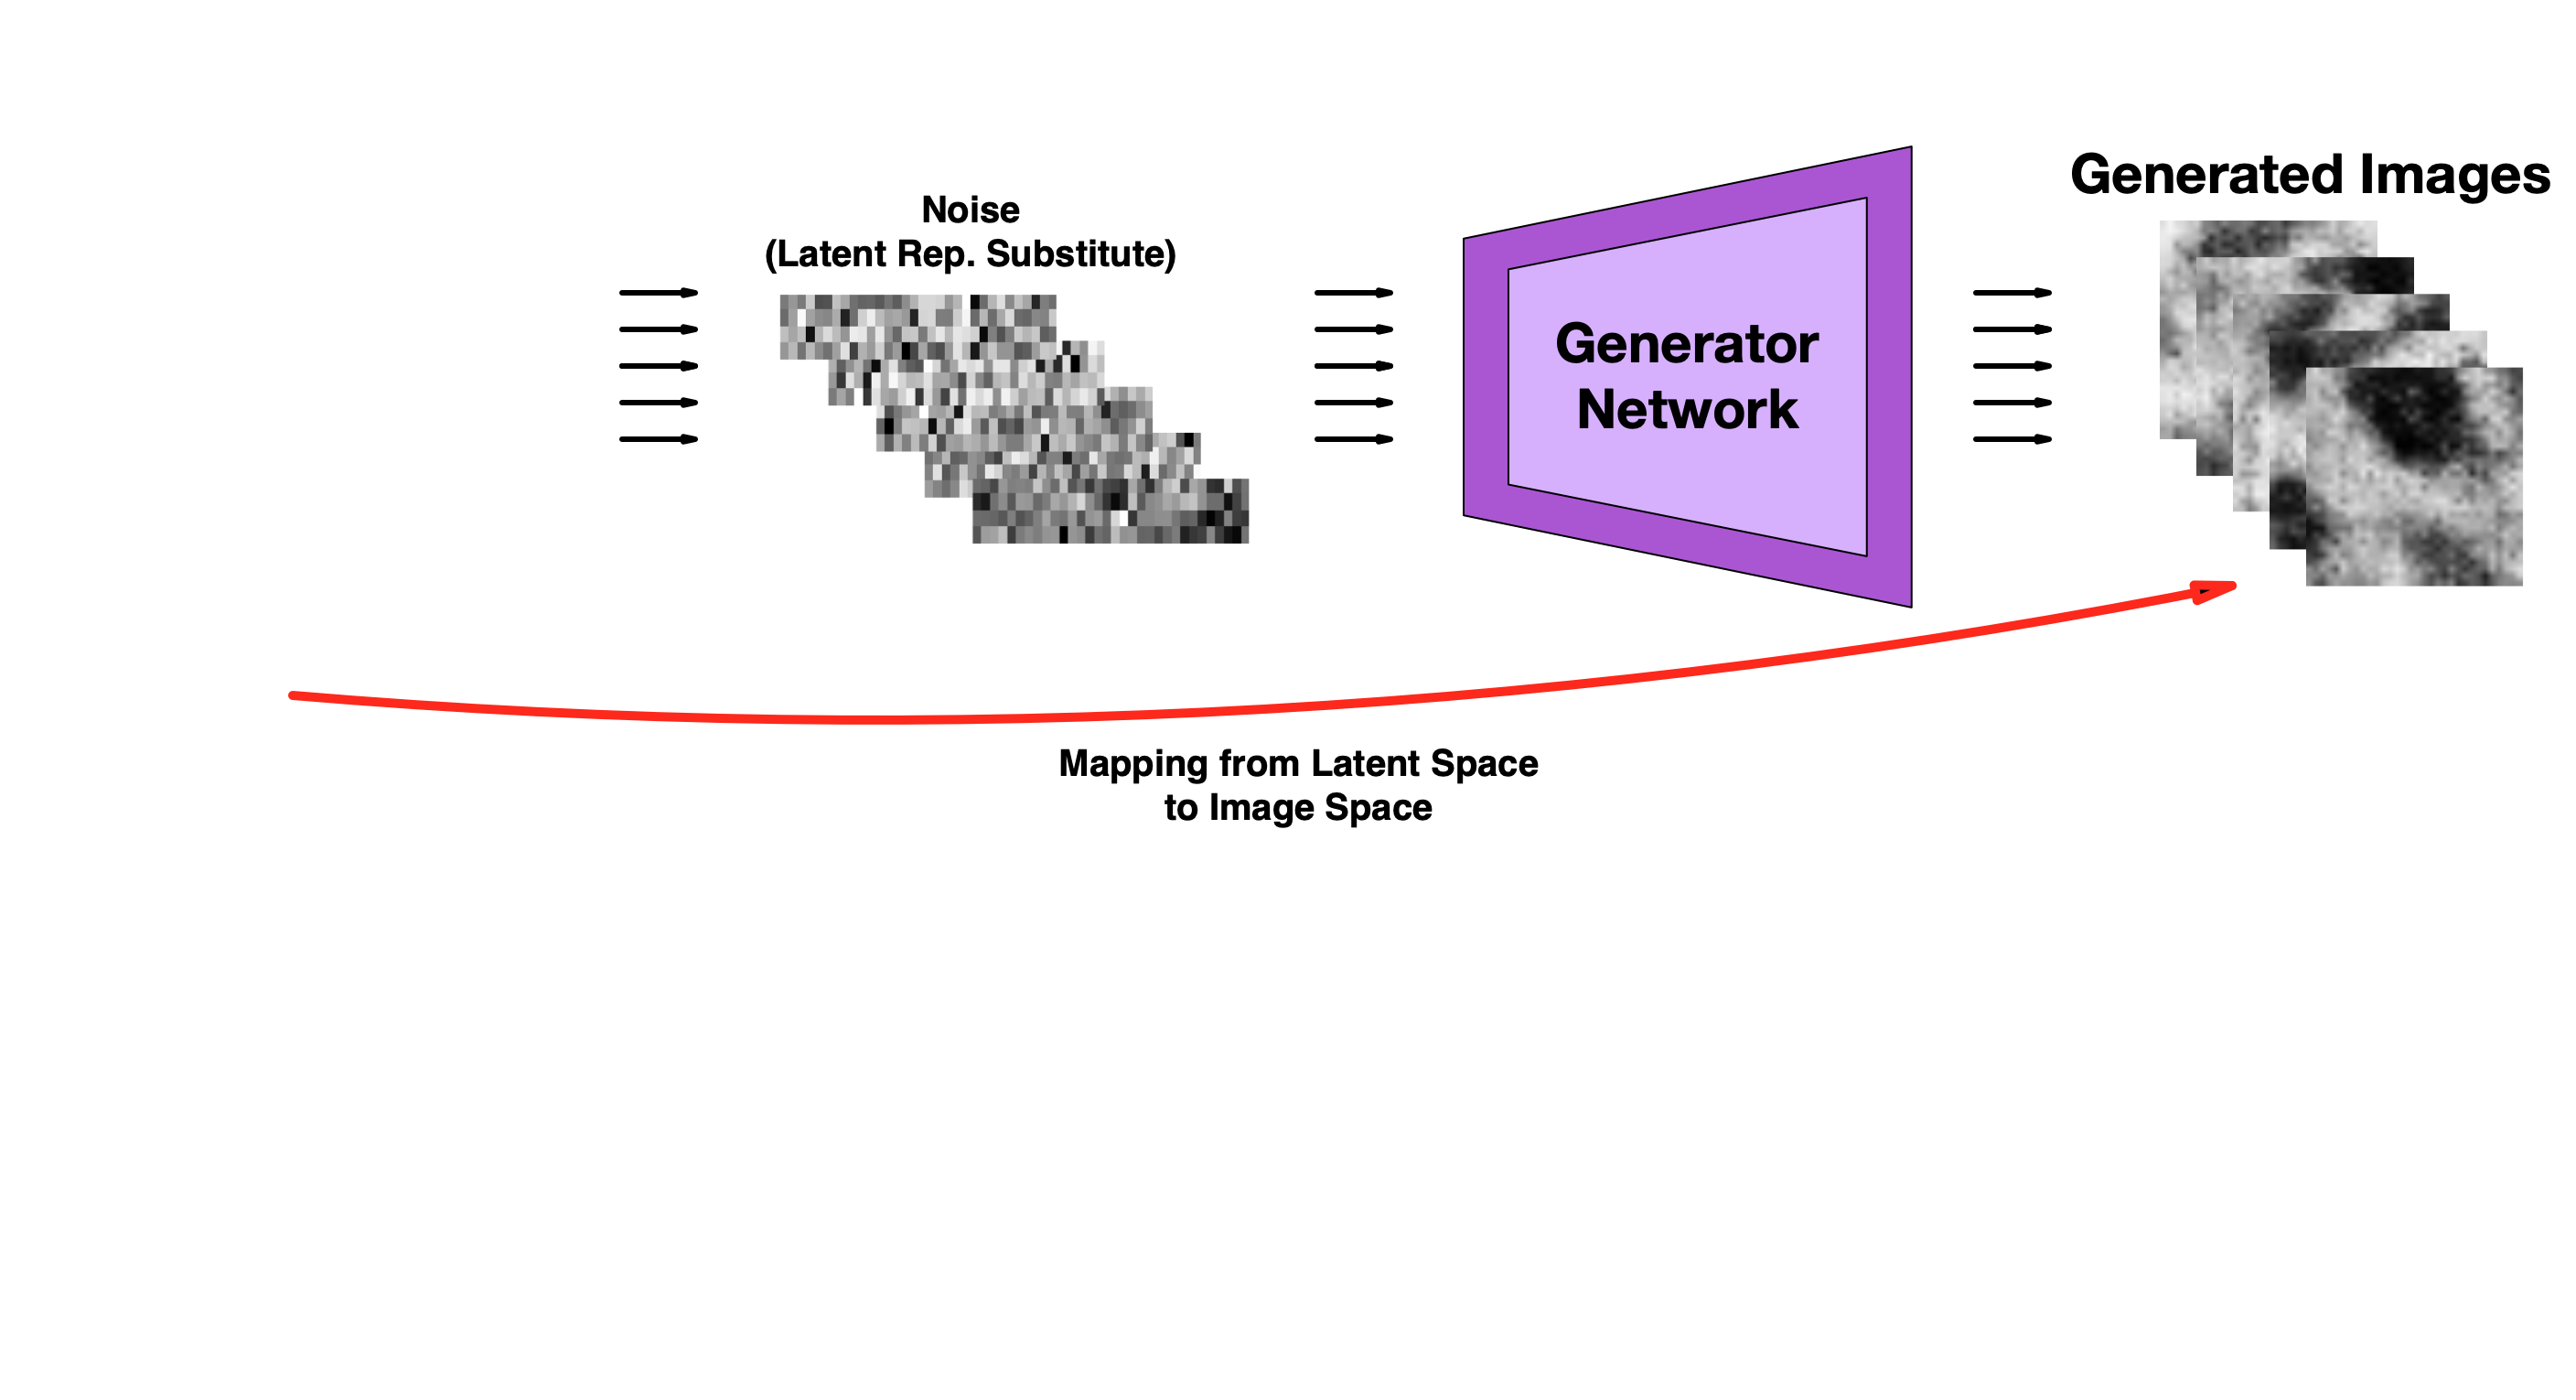 Noise
(Latent Rep. Substitute)
Generator
Network
Generated Images
Mapping from Latent Space
to Image Space